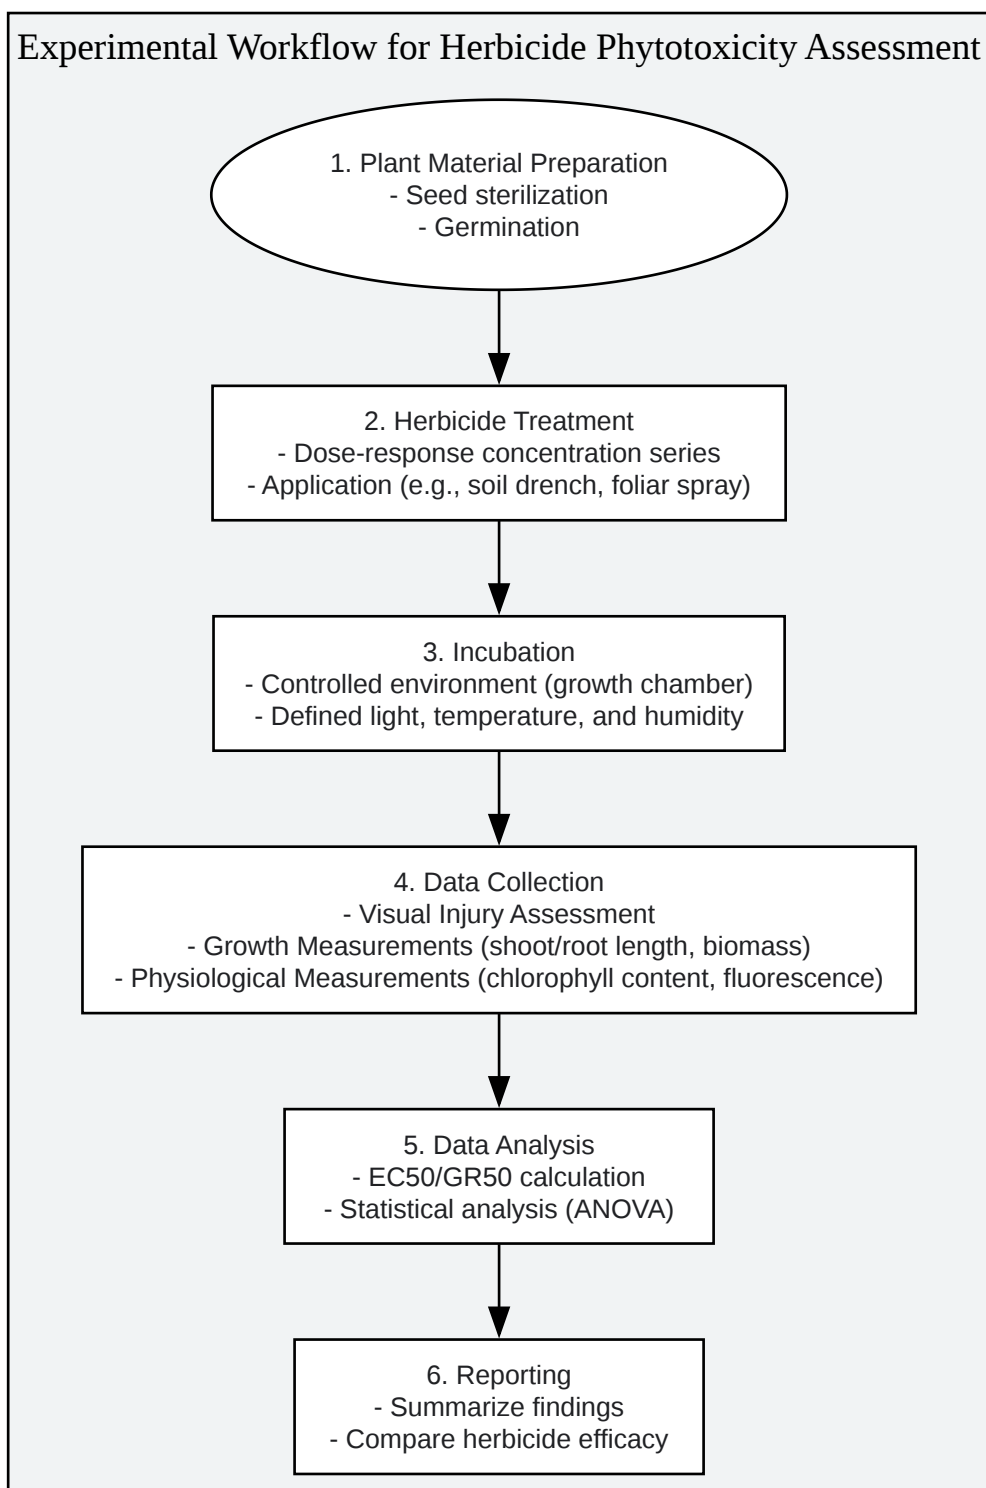 Experimental Workflow for Herbicide Phytotoxicity Assessment
1. Plant Material Preparation
- Seed sterilization
- Germination
2. Herbicide Treatment
- Dose-response concentration series
- Application (e.g., soil drench, foliar spray)
3. Incubation
- Controlled environment (growth chamber)
- Defined light, temperature, and humidity
4. Data Collection
- Visual Injury Assessment
- Growth Measurements (shoot/root length, biomass)
- Physiological Measurements (chlorophyll content, fluorescence)
5. Data Analysis
- EC50/GR50 calculation
- Statistical analysis (ANOVA)
6. Reporting
- Summarize findings
- Compare herbicide efficacy